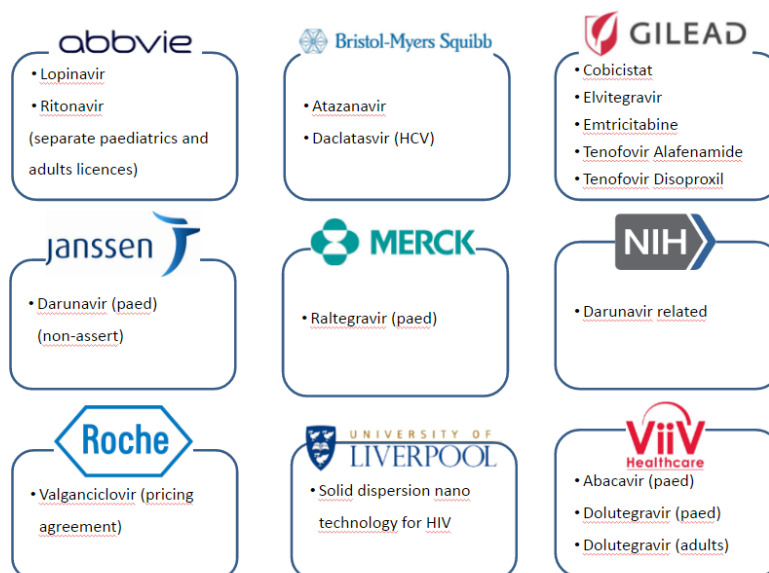 abbvie
• Lopinavir
• Ritonavir
(separate paediatrics and
adults licences)
Bristol-Myers Squibb
• Atazanavir
• Daclatasvir (HCV)
GILEAD
• Cobicistat
• Elvitegravir
• Emtricitabine
• Tenofovir Alafenamide
• Tenofovir Disoproxil
janssen
• Darunavir (paed)
(non-assert)
MERCK
• Raltegravir (paed)
NIH
• Darunavir related
Roche
• Valganciclovir (pricing
agreement)
UNIVERSITY OF
LIVERPOOL
• Solid dispersion nano
technology for HIV
ViiV
Healthcare
• Abacavir (paed)
• Dolutegravir (paed)
• Dolutegravir (adults)